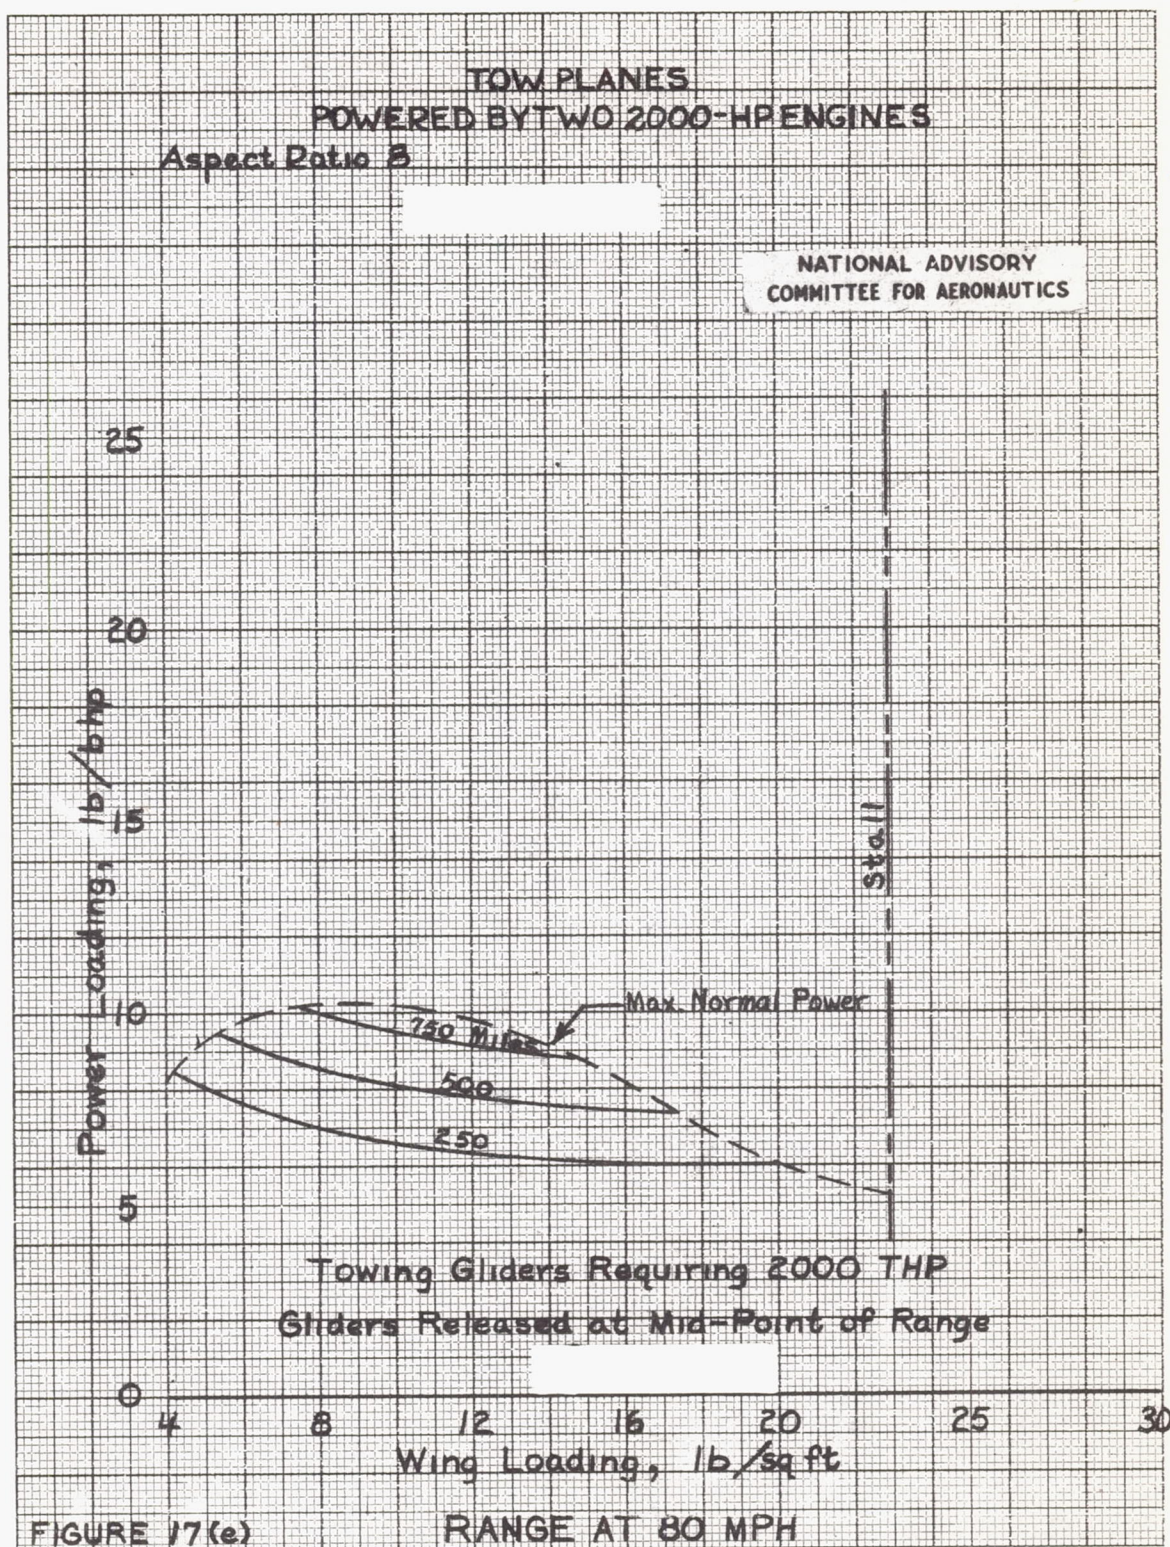 TOW PLANES
POWERED BY TWO 2000-HP ENGINES
Aspect Ratio 8
NATIONAL ADVISORY
COMMITTEE FOR AERONAUTICS
25
20
15
10
5
0
Power Loading, lb/bhp
Stall
Max. Normal Power
750 Miles
500
250
Towing Gliders Requiring 2000 THP
Gliders Released at Mid-Point of Range
4 8 12 16 20 25 30
Wing Loading, lb/sq ft
FIGURE 17(e) RANGE AT 80 MPH